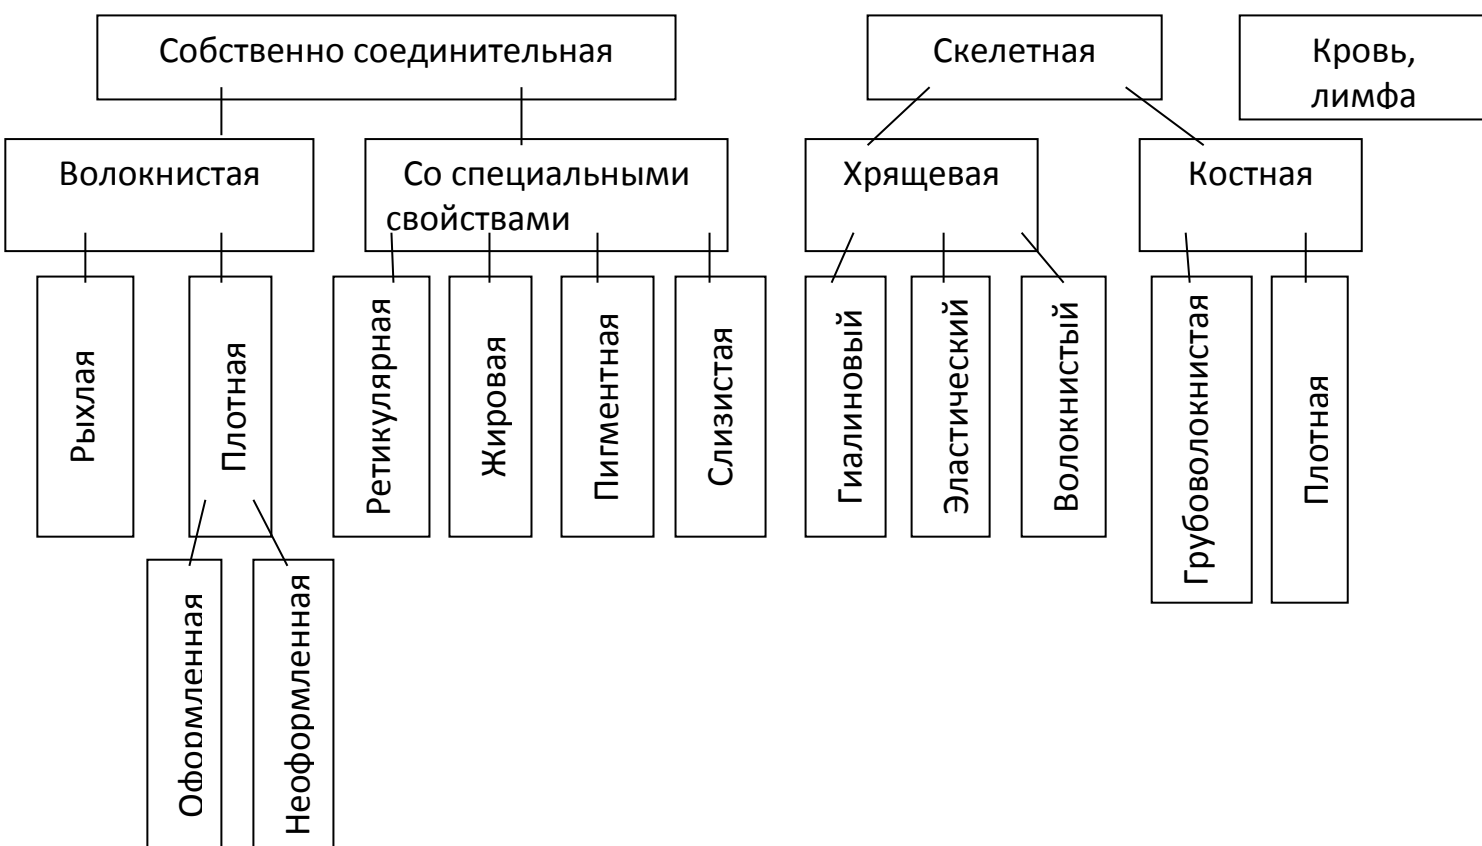 Собственно соединительная
Скелетная
Кровь,
лимфа
Волокнистая
Со специальными
свойствами
Хрящевая
Костная
Рыхлая
Плотная
Ретикулярная
Жировая
Пигментная
Слизистая
Гиалиновый
Эластический
Волокнистый
Грубоволокнистая
Плотная
Оформленная
Неоформленная